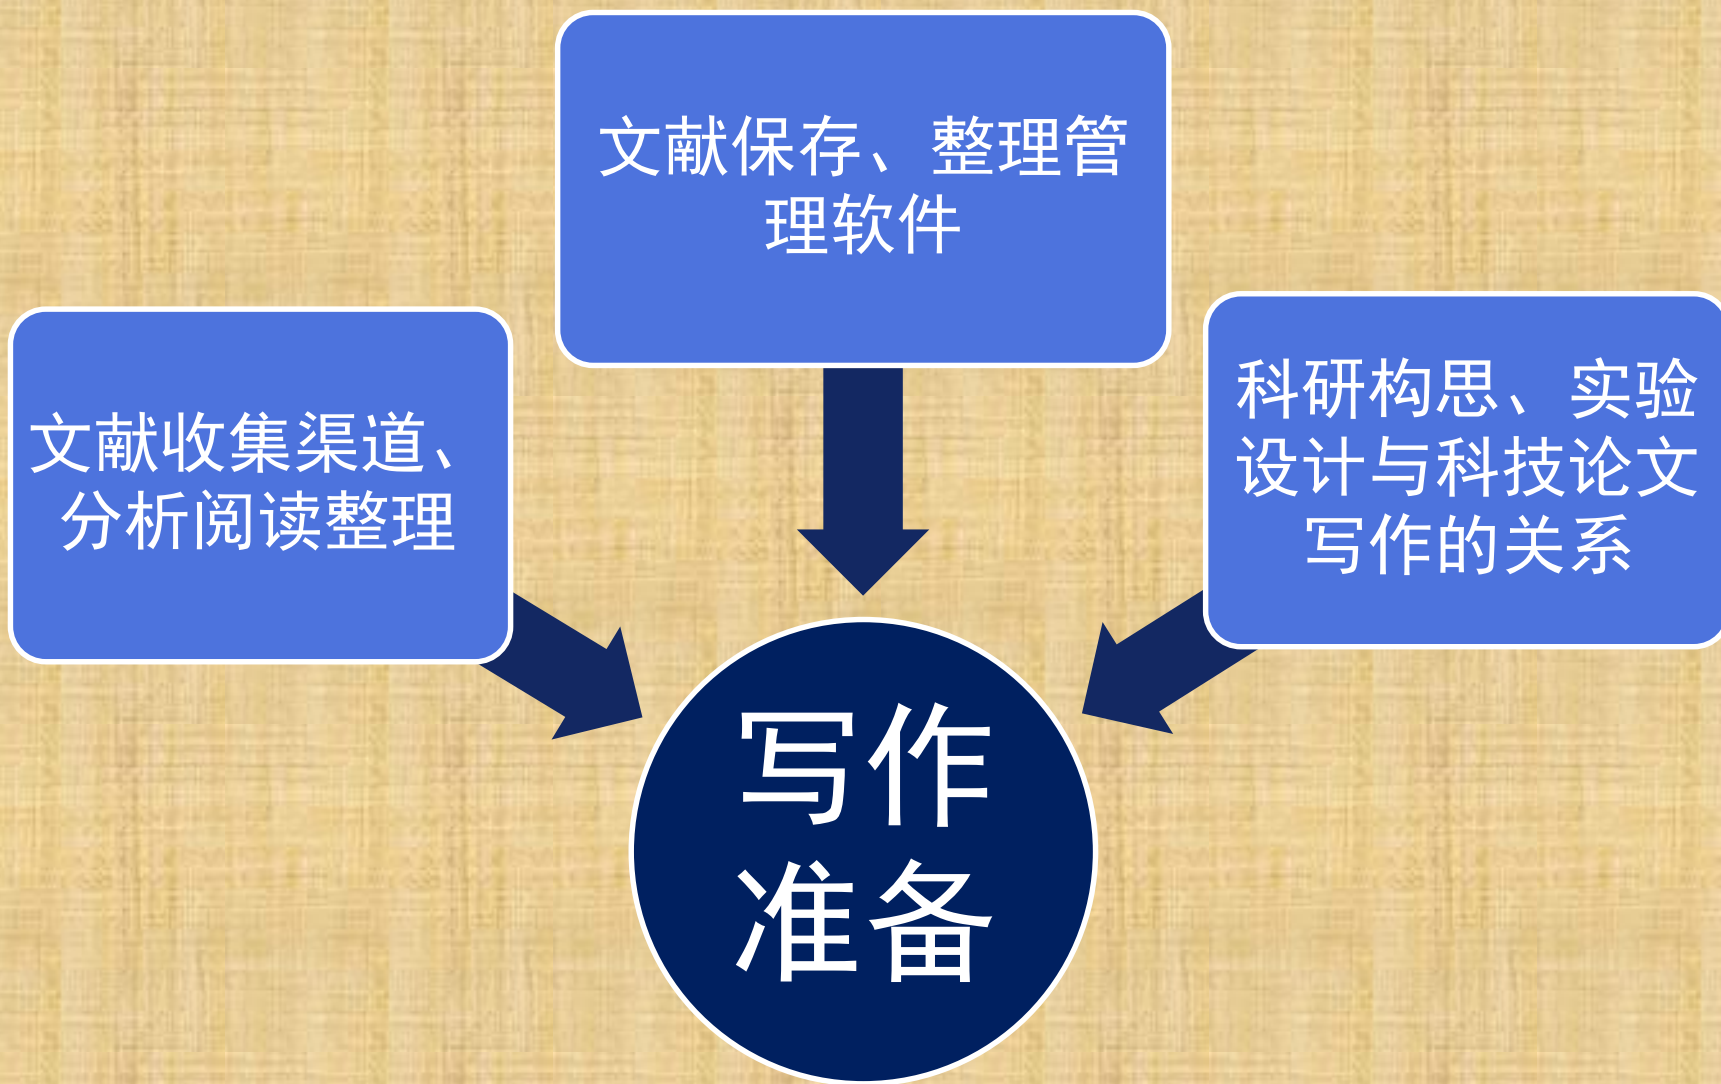 文献保存、整理管
理软件
文献收集渠道、
分析阅读整理
科研构思、实验
设计与科技论文
写作的关系
写作
准备